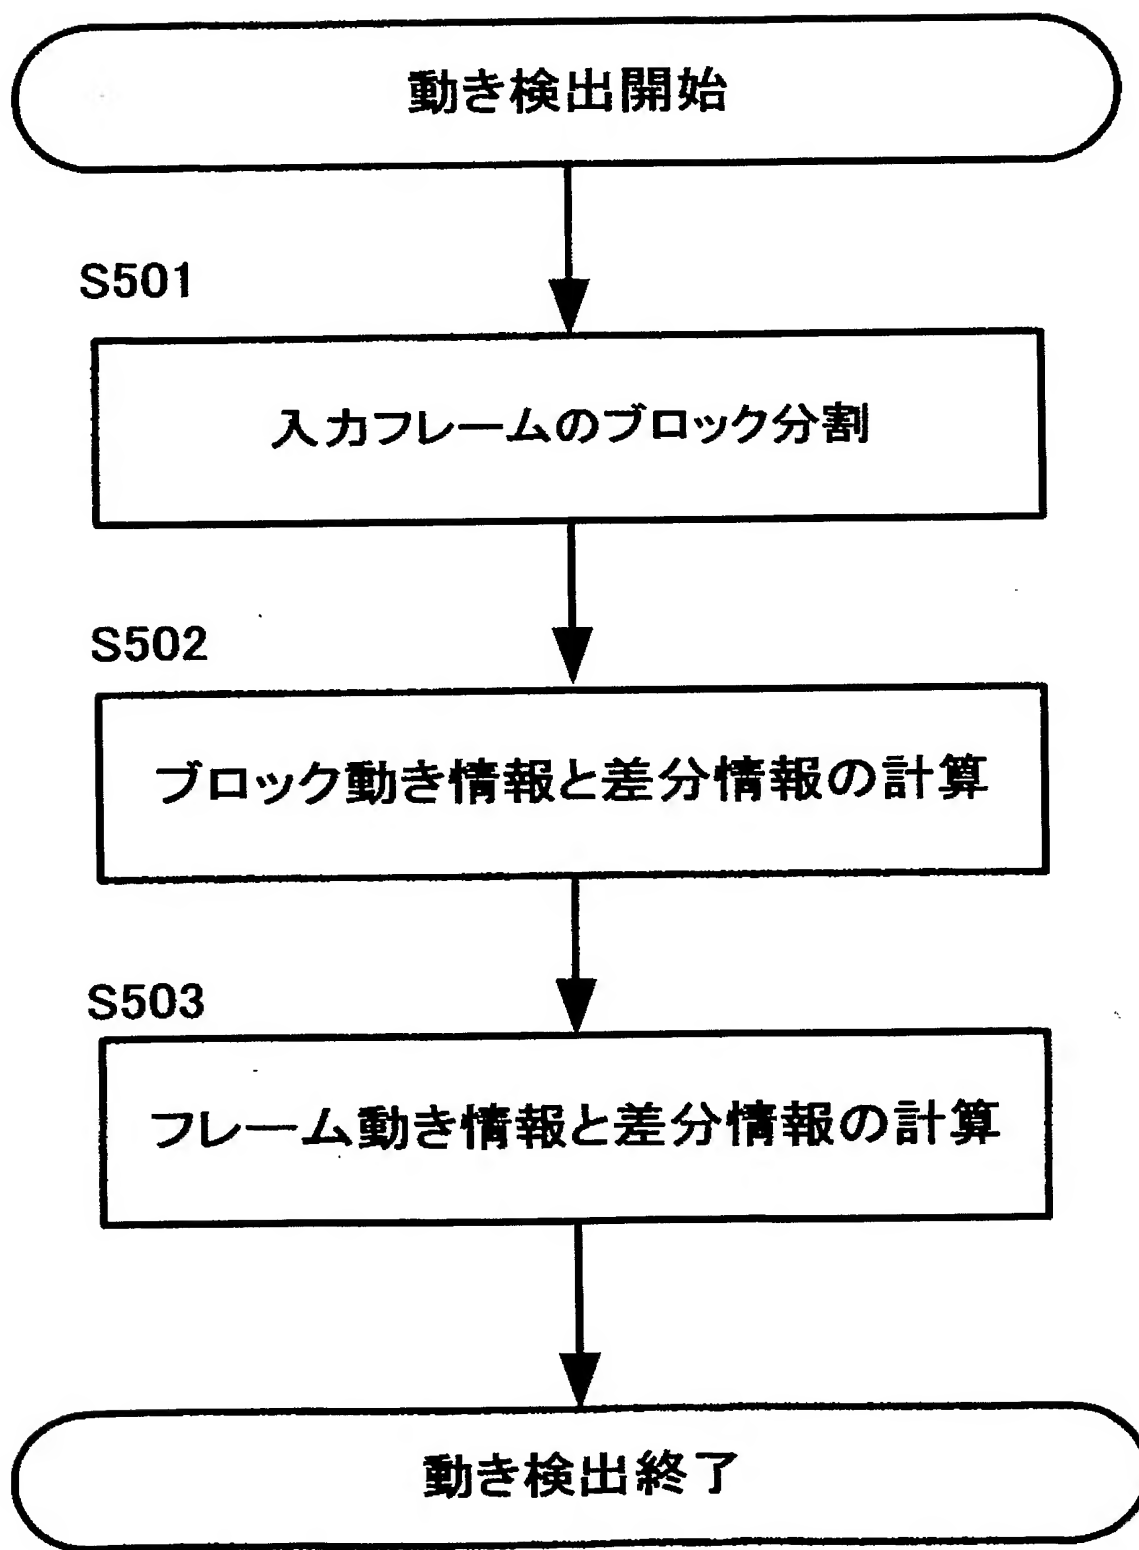 動き検出開始
S501
入力フレームのブロック分割
S502
ブロック動き情報と差分情報の計算
S503
フレーム動き情報と差分情報の計算
動き検出終了